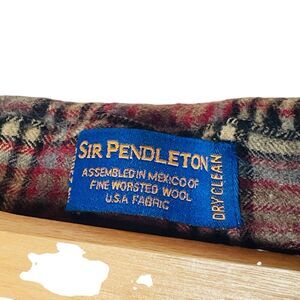 SIR PENDLETON
ASSEMBLED IN MEXICO OF
FINE WORSTED WOOL
U.S.A. FABRIC
DRY CLEAN